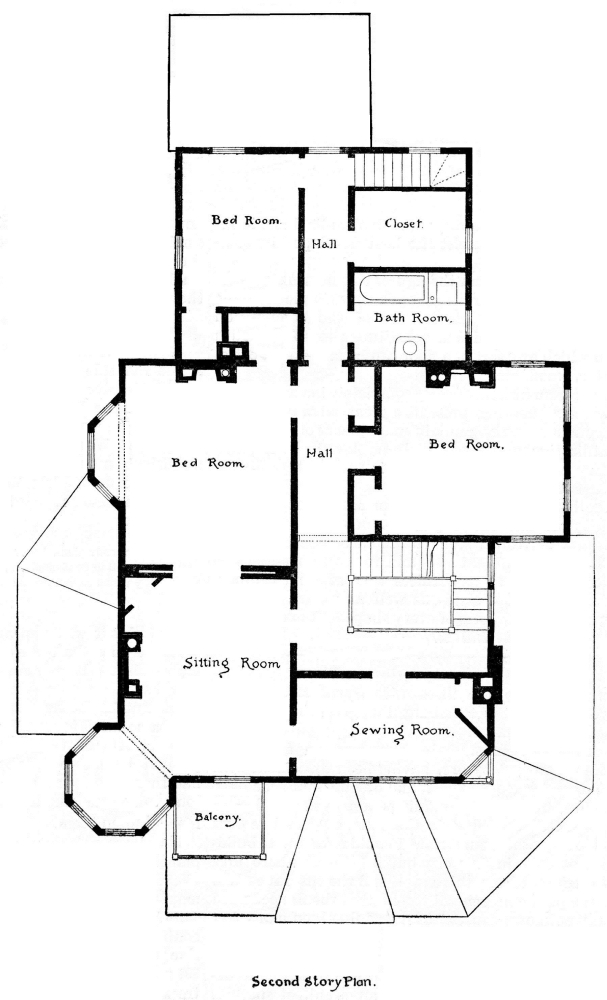 Bed Room.
Closet.
Hall
Bath Room.
Bed Room
Hall
Bed Room.
Sitting Room
Sewing Room.
Balcony.
Second Story Plan.